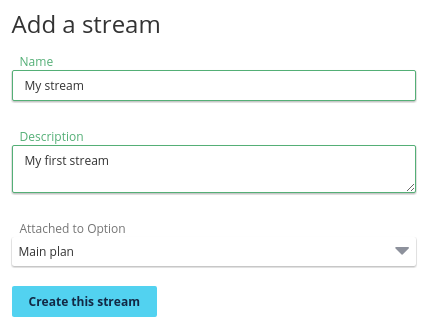 Add a stream
Name
My stream
Description
My first stream
Attached to Option
Main plan
Create this stream